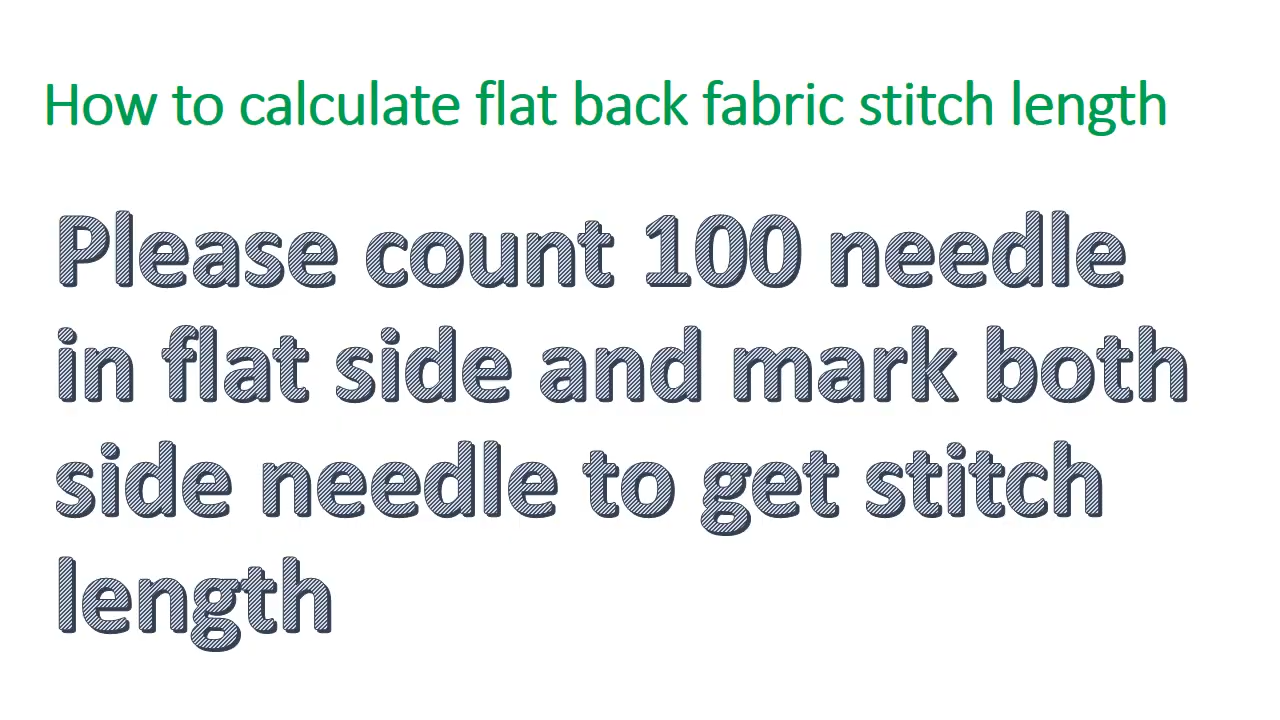 How to calculate flat back fabric stitch length
Please count 100 needle
in flat side and mark both
side needle to get stitch
length